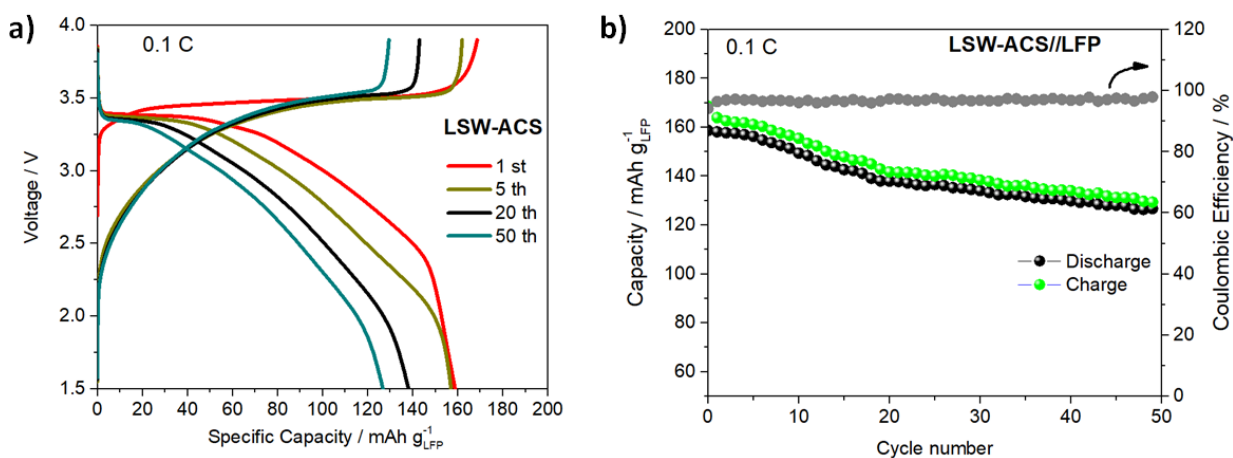 a)
0.1 C
Voltage / V
4.0
3.5
3.0
2.5
2.0
1.5
LSW-ACS
1 st
5 th
20 th
50 th
0 20 40 60 80 100 120 140 160 180 200
Specific Capacity / mAh g⁻¹LFP
b)
0.1 C
LSW-ACS//LFP
Capacity / mAh g⁻¹LFP
200
180
160
140
120
100
80
60
Discharge
Charge
120
100
80
60
40
20
0
Coulombic Efficiency / %
0 10 20 30 40 50
Cycle number